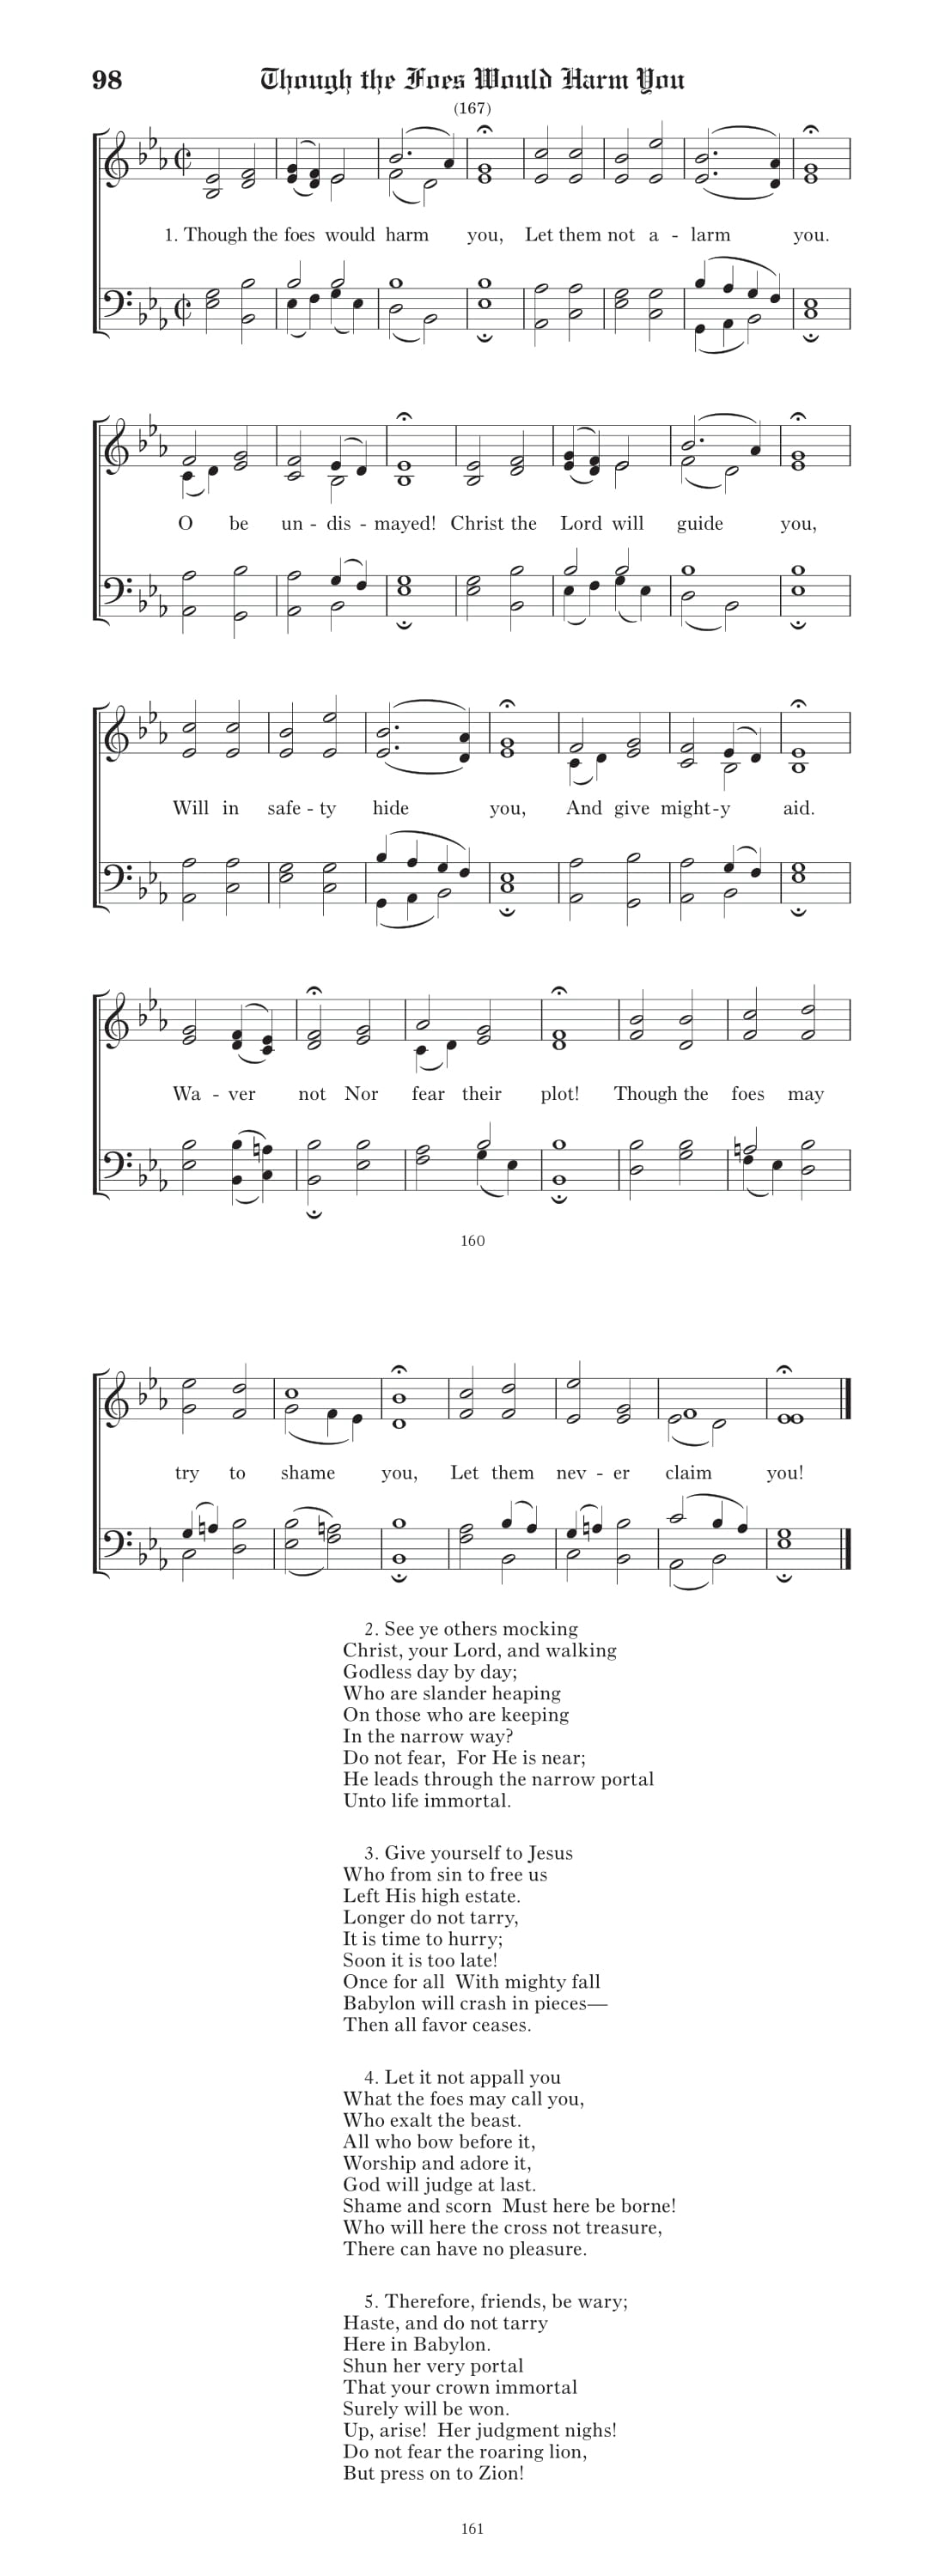 98 Though the Foes Would Harm You
(167)
1. Though the foes would harm you, Let them not a - larm you.
O be un - dis - mayed! Christ the Lord will guide you,
Will in safe - ty hide you, And give might-y aid.
Wa - ver not Nor fear their plot! Though the foes may
160
try to shame you, Let them nev - er claim you!
2. See ye others mocking
Christ, your Lord, and walking
Godless day by day;
Who are slander heaping
On those who are keeping
In the narrow way?
Do not fear, For He is near;
He leads through the narrow portal
Unto life immortal.
3. Give yourself to Jesus
Who from sin to free us
Left His high estate.
Longer do not tarry,
It is time to hurry;
Soon it is too late!
Once for all With mighty fall
Babylon will crash in pieces—
Then all favor ceases.
4. Let it not appall you
What the foes may call you,
Who exalt the beast.
All who bow before it,
Worship and adore it,
God will judge at last.
Shame and scorn Must here be borne!
Who will here the cross not treasure,
There can have no pleasure.
5. Therefore, friends, be wary;
Haste, and do not tarry
Here in Babylon.
Shun her very portal
That your crown immortal
Surely will be won.
Up, arise! Her judgment nighs!
Do not fear the roaring lion,
But press on to Zion!
161